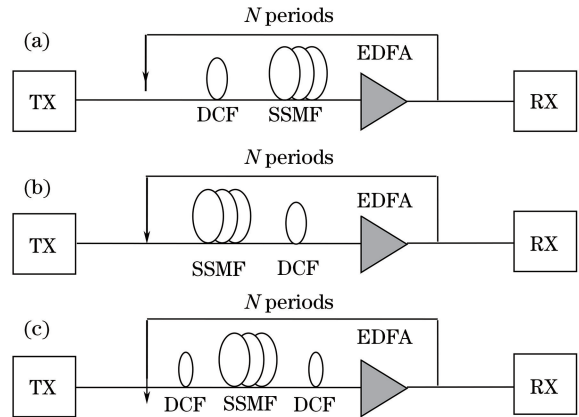 N periods
(a)
EDFA
TX
RX
DCF SSMF
N periods
(b)
EDFA
TX
RX
SSMF DCF
N periods
(c)
EDFA
TX
RX
DCF SSMF DCF